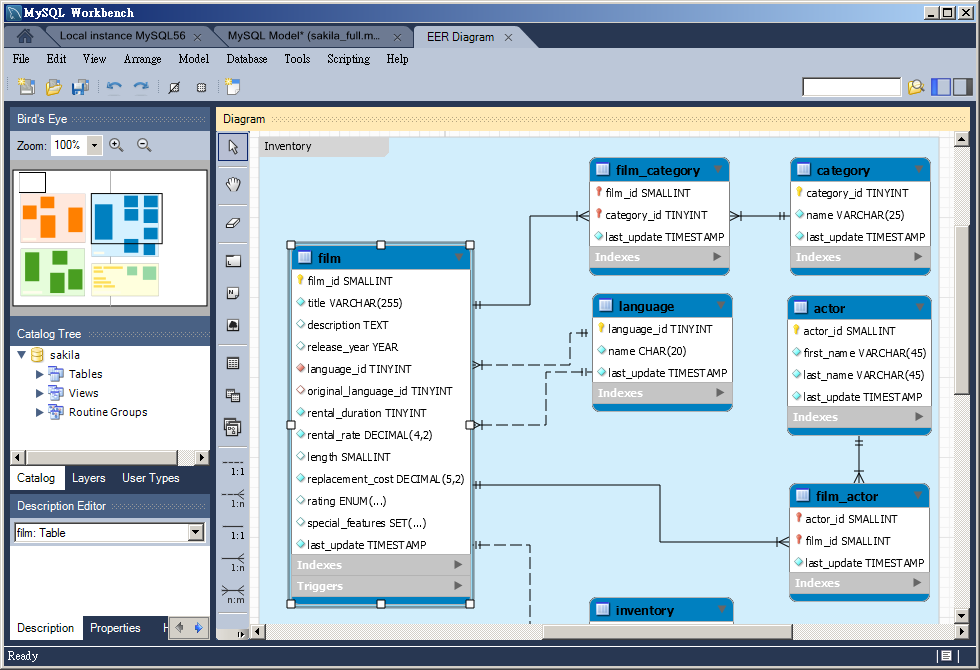 MySQL Workbench
Local instance MySQL56
MySQL Model* (sakila_full.m...
EER Diagram
File Edit View Arrange Model Database Tools Scripting Help
Bird's Eye
Zoom: 100%
Catalog Tree
sakila
Tables
Views
Routine Groups
Catalog Layers User Types
Description Editor
film: Table
Description Properties H
Diagram
1:1
1:n
1:1
1:n
n:m
Inventory
film
film_id SMALLINT
title VARCHAR(255)
description TEXT
release_year YEAR
language_id TINYINT
original_language_id TINYINT
rental_duration TINYINT
rental_rate DECIMAL(4,2)
length SMALLINT
replacement_cost DECIMAL(5,2)
rating ENUM(...)
special_features SET(...)
last_update TIMESTAMP
Indexes
Triggers
film_category
film_id SMALLINT
category_id TINYINT
last_update TIMESTAMP
Indexes
category
category_id TINYINT
name VARCHAR(25)
last_update TIMESTAMP
Indexes
language
language_id TINYINT
name CHAR(20)
last_update TIMESTAMP
Indexes
actor
actor_id SMALLINT
first_name VARCHAR(45)
last_name VARCHAR(45)
last_update TIMESTAMP
Indexes
film_actor
actor_id SMALLINT
film_id SMALLINT
last_update TIMESTAMP
Indexes
inventory
Ready